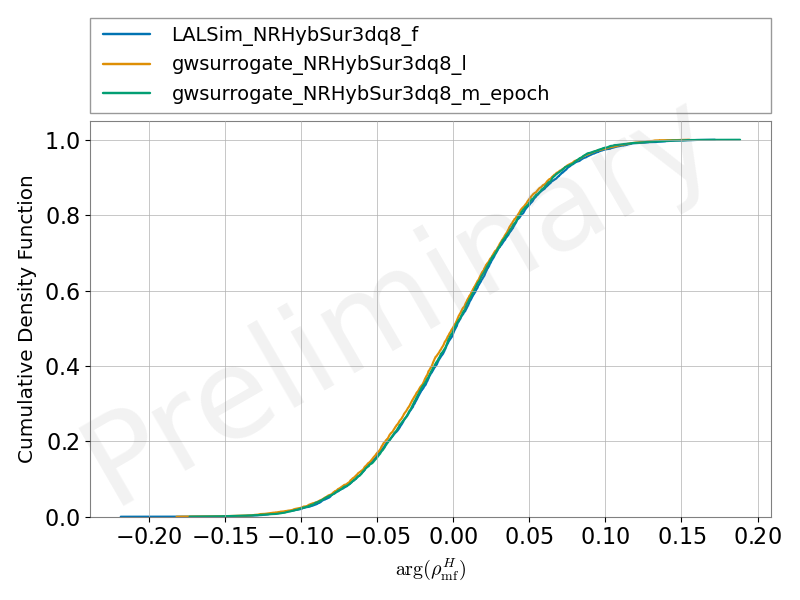 LALSim_NRHybSur3dq8_f
gwsurrogate_NRHybSur3dq8_l
gwsurrogate_NRHybSur3dq8_m_epoch
1.0
0.8
0.6
0.4
0.2
0.0
Cumulative Density Function
Preliminary
−0.20 −0.15 −0.10 −0.05 0.00 0.05 0.10 0.15 0.20
arg(ρ^H_mf)